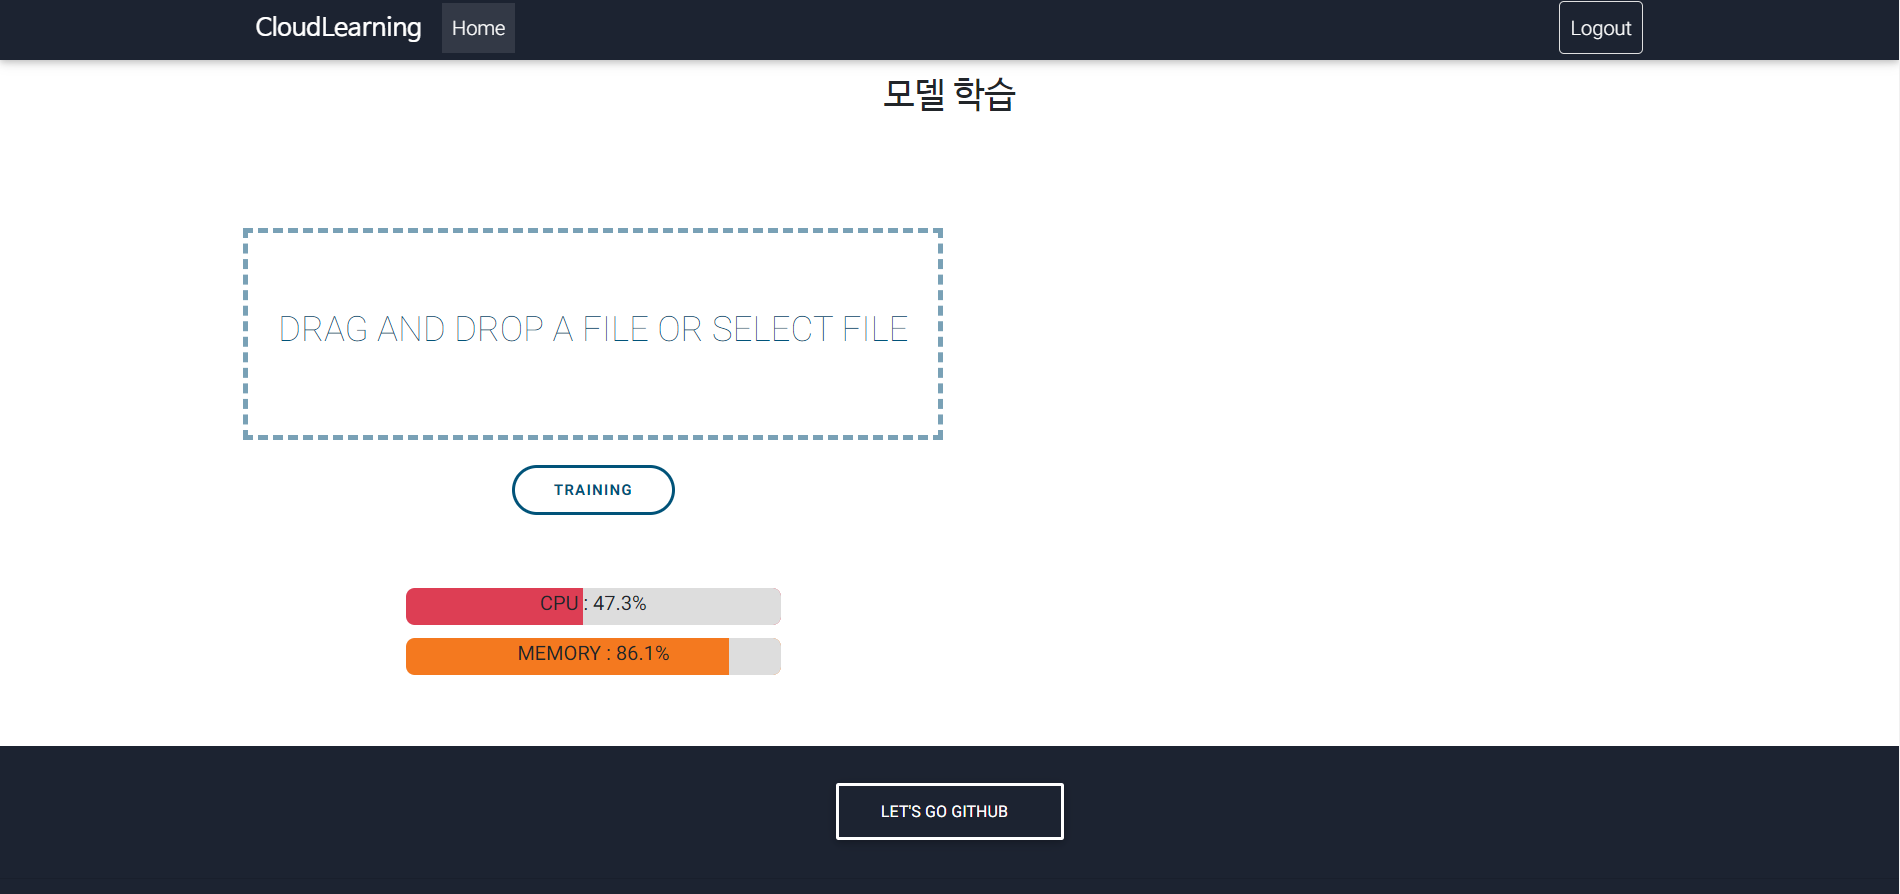 CloudLearning Home Logout
모델 학습
DRAG AND DROP A FILE OR SELECT FILE
TRAINING
CPU : 47.3%
MEMORY : 86.1%
LET'S GO GITHUB